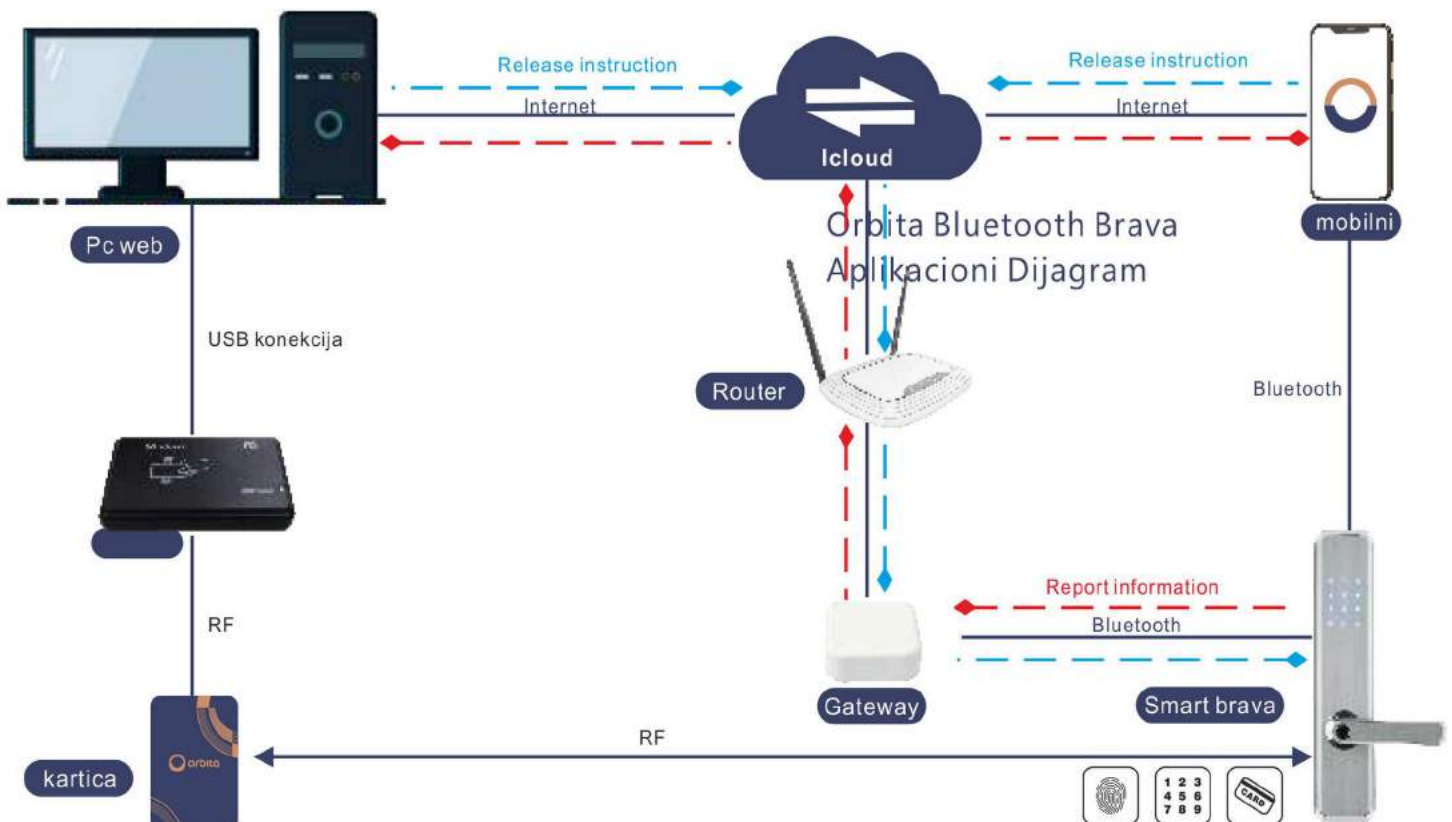 Release instruction
Release instruction
Internet
Internet
Icloud
Orbita Bluetooth Brava
Aplikacioni Dijagram
mobilni
Pc web
USB konekcija
Router
Bluetooth
Report information
Bluetooth
RF
Gateway
Smart brava
RF
orbita
kartica
1 2 3
4 5 6
7 8 9
CARD